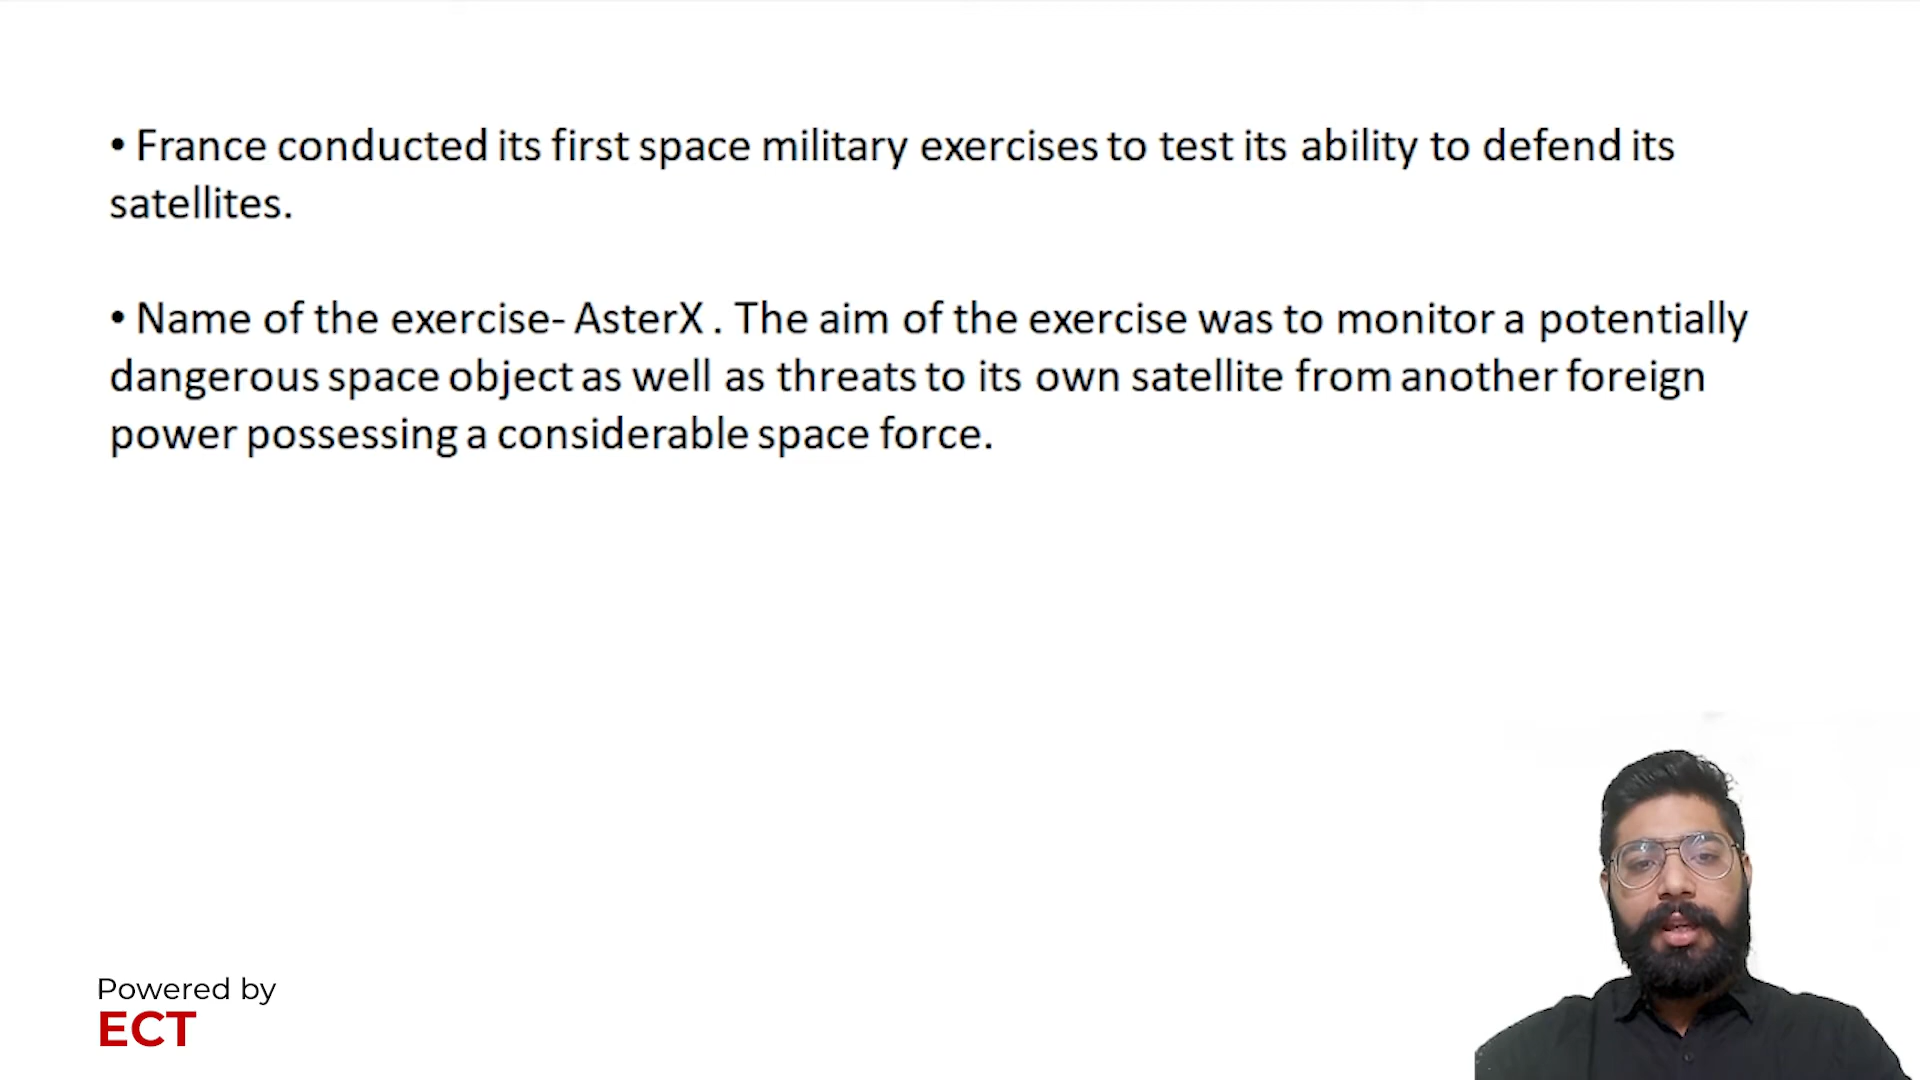 • France conducted its first space military exercises to test its ability to defend its
satellites.
• Name of the exercise- AsterX . The aim of the exercise was to monitor a potentially
dangerous space object as well as threats to its own satellite from another foreign
power possessing a considerable space force.
Powered by
ECT